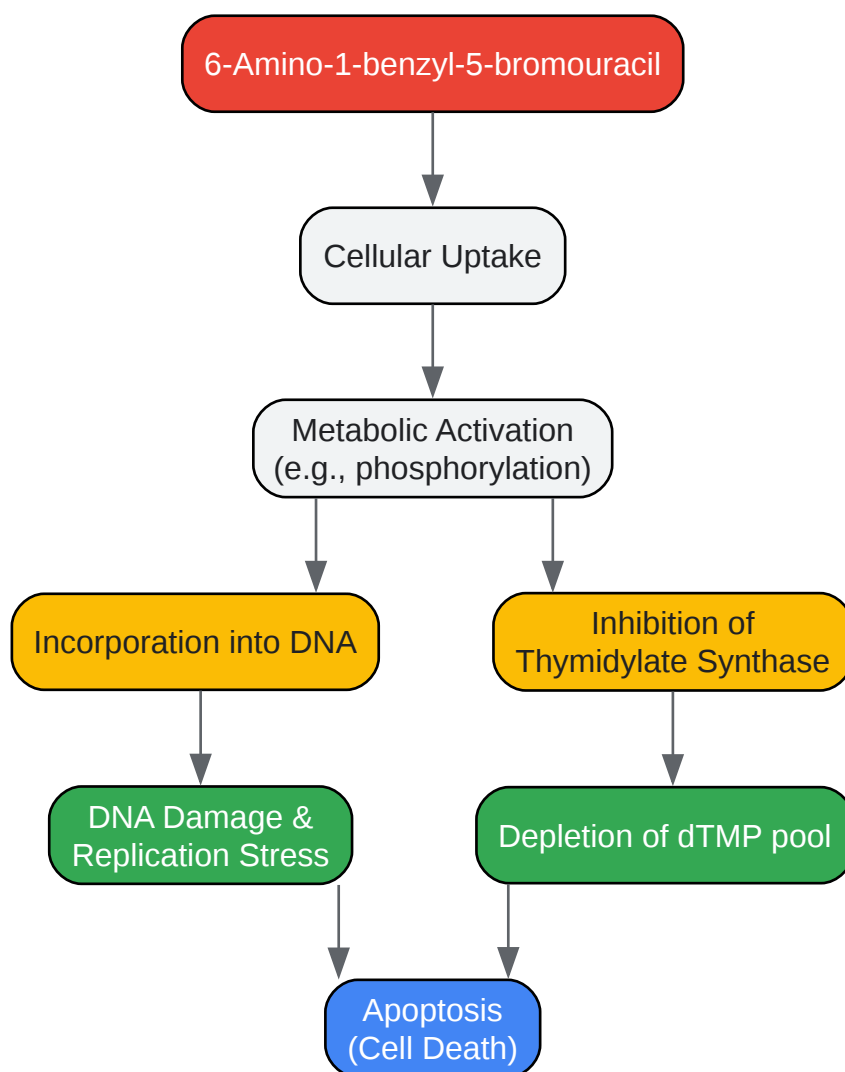 6-Amino-1-benzyl-5-bromouracil
Cellular Uptake
Metabolic Activation
(e.g., phosphorylation)
Incorporation into DNA
Inhibition of
Thymidylate Synthase
DNA Damage &
Replication Stress
Depletion of dTMP pool
Apoptosis
(Cell Death)